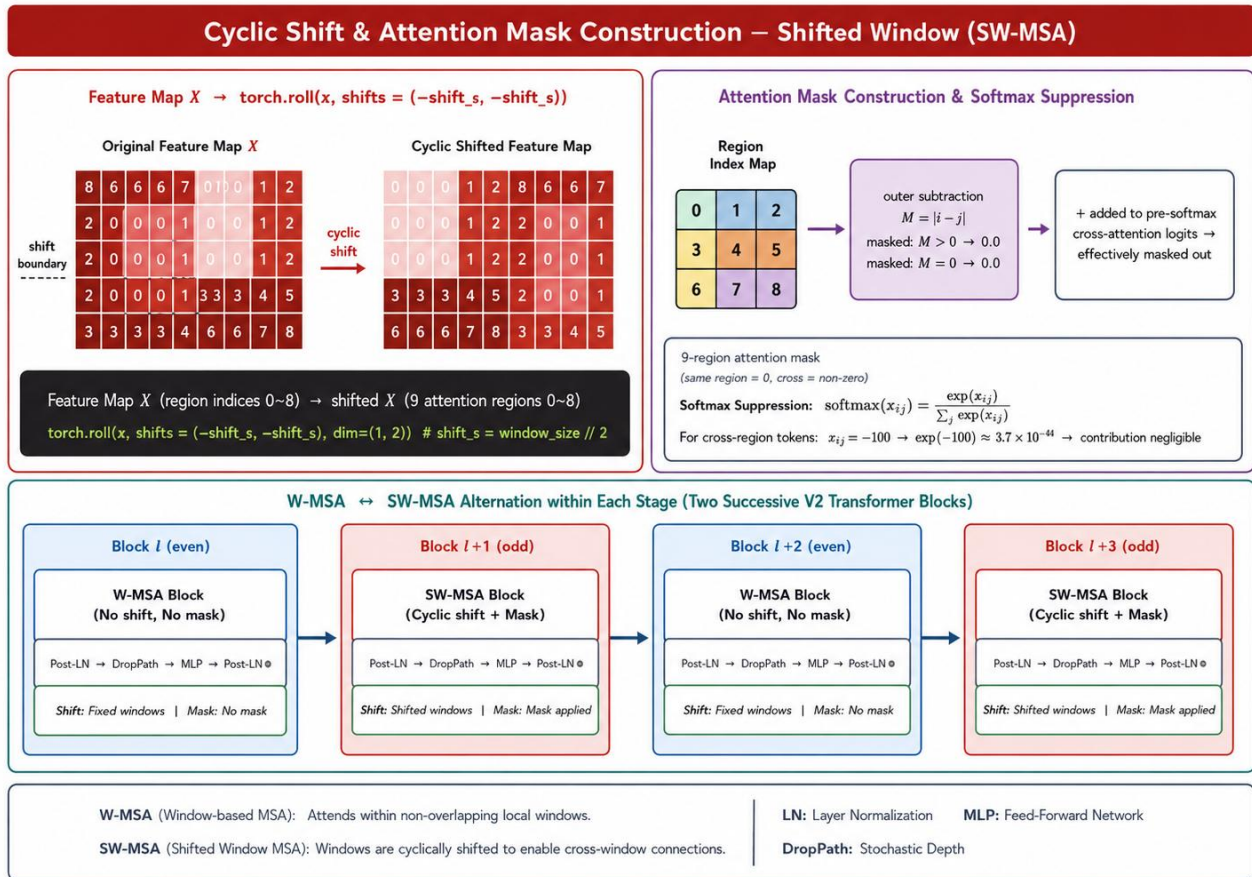 Cyclic Shift & Attention Mask Construction — Shifted Window (SW-MSA)
Feature Map X → torch.roll(x, shifts = (−shift_s, −shift_s))
Original Feature Map X
8 6 6 6 7 0 0 1 2
2 0 0 0 1 0 0 1 2
shift
boundary
2 0 0 0 1 0 0 1 2
2 0 0 0 1 3 3 3 4 5
3 3 3 3 4 6 6 7 8
cyclic
shift
Cyclic Shifted Feature Map
0 0 0 1 2 8 6 6 7
0 0 0 1 2 2 0 0 1
0 0 0 1 2 2 0 0 1
3 3 3 4 5 2 0 0 1
6 6 6 7 8 3 3 4 5
Feature Map X (region indices 0~8) → shifted X (9 attention regions 0~8)
torch.roll(x, shifts = (−shift_s, −shift_s), dim=(1, 2)) # shift_s = window_size // 2
Attention Mask Construction & Softmax Suppression
Region
Index Map
0 1 2
3 4 5
6 7 8
outer subtraction
M = |i − j|
masked: M > 0 → 0.0
masked: M = 0 → 0.0
+ added to pre-softmax
cross-attention logits →
effectively masked out
9-region attention mask
(same region = 0, cross = non-zero)
Softmax Suppression: softmax(x_ij) = exp(x_ij) / ∑_j exp(x_ij)
For cross-region tokens: x_ij = −100 → exp(−100) ≈ 3.7 × 10^−44 → contribution negligible
W-MSA ↔ SW-MSA Alternation within Each Stage (Two Successive V2 Transformer Blocks)
Block l (even)
W-MSA Block
(No shift, No mask)
Post-LN → DropPath → MLP → Post-LN
Shift: Fixed windows | Mask: No mask
Block l +1 (odd)
SW-MSA Block
(Cyclic shift + Mask)
Post-LN → DropPath → MLP → Post-LN
Shift: Shifted windows | Mask: Mask applied
Block l +2 (even)
W-MSA Block
(No shift, No mask)
Post-LN → DropPath → MLP → Post-LN
Shift: Fixed windows | Mask: No mask
Block l +3 (odd)
SW-MSA Block
(Cyclic shift + Mask)
Post-LN → DropPath → MLP → Post-LN
Shift: Shifted windows | Mask: Mask applied
W-MSA (Window-based MSA): Attends within non-overlapping local windows.
SW-MSA (Shifted Window MSA): Windows are cyclically shifted to enable cross-window connections.
LN: Layer Normalization MLP: Feed-Forward Network
DropPath: Stochastic Depth